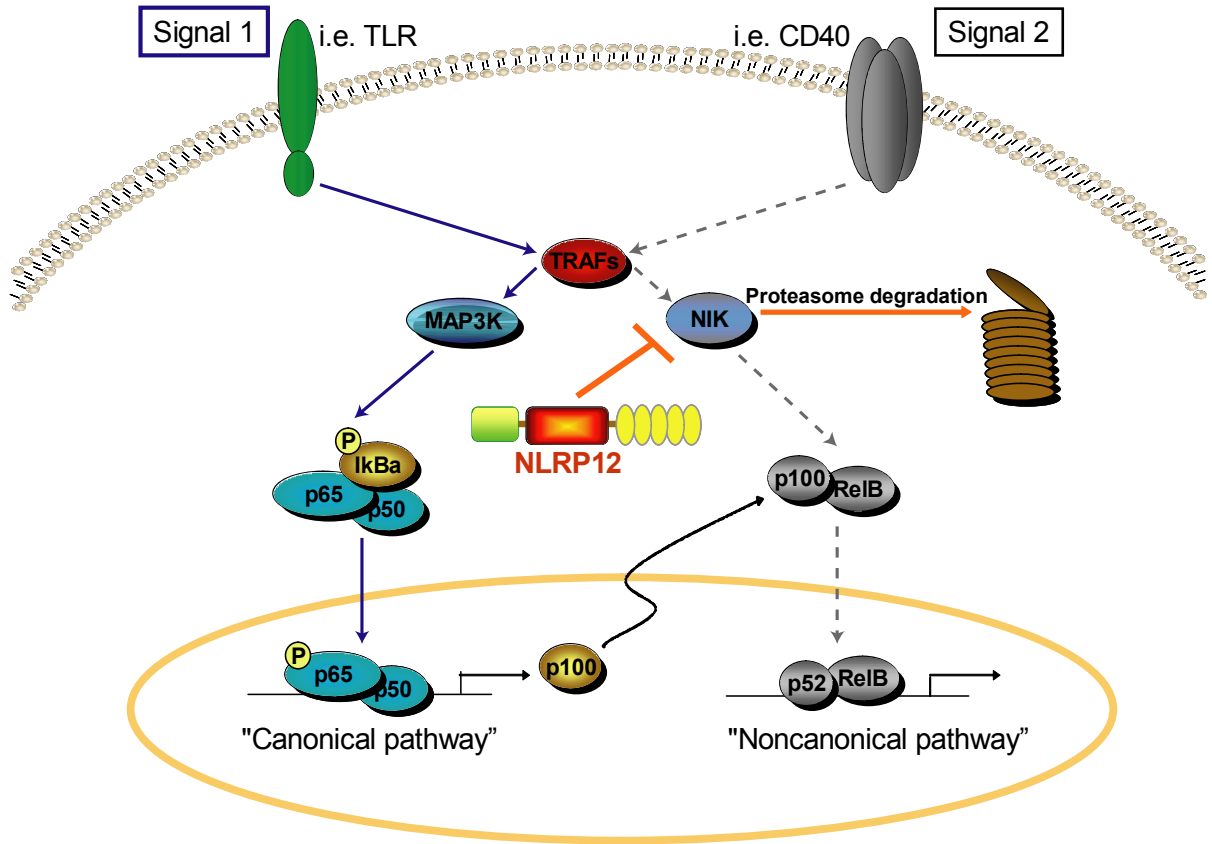 Signal 1
i.e. TLR
i.e. CD40
Signal 2
TRAFs
MAP3K
NIK
Proteasome degradation
NLRP12
P
IkBa
p65
p50
p100
RelB
P
p65
p50
p100
p52
RelB
"Canonical pathway”
"Noncanonical pathway”